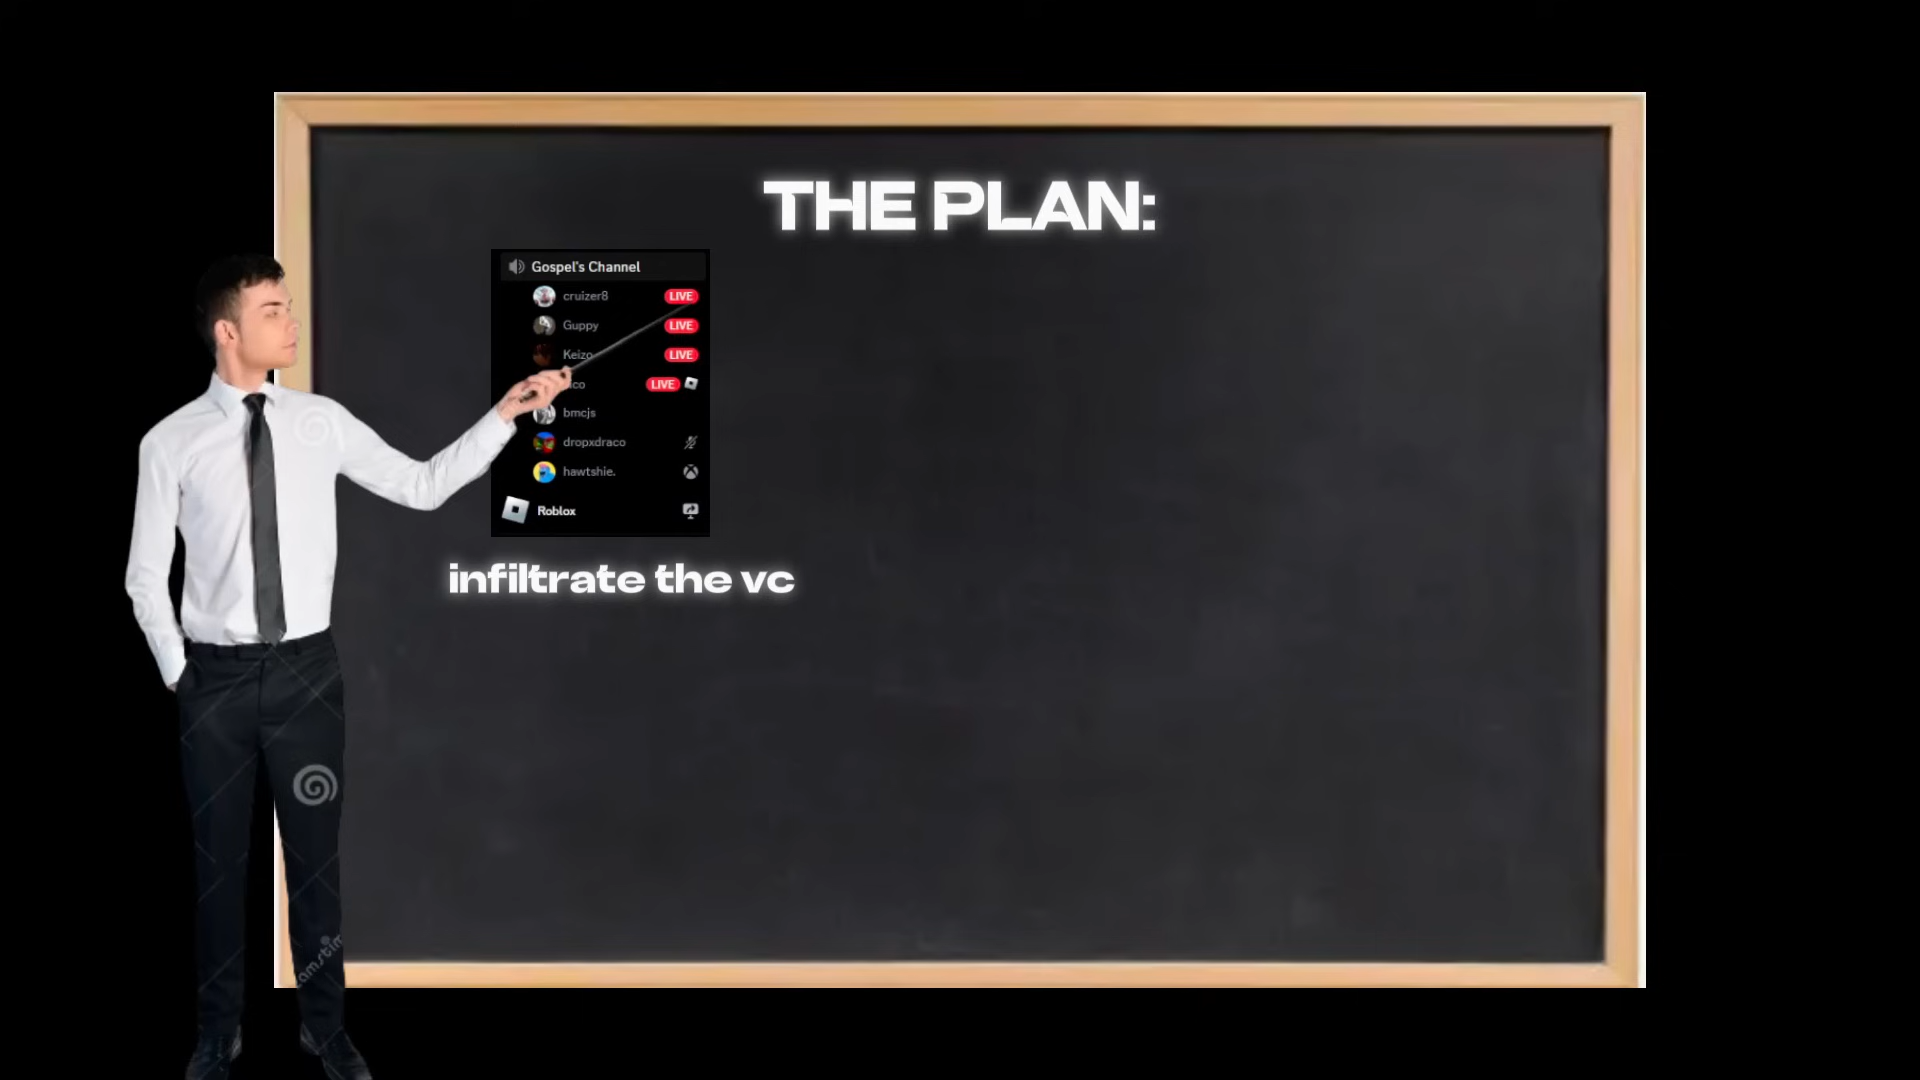 THE PLAN:
Gospel's Channel
cruizer8 LIVE
Guppy LIVE
Keizo LIVE
LIVE
bmcjs
dropxdraco
hawtshie.
Roblox
infiltrate the vc